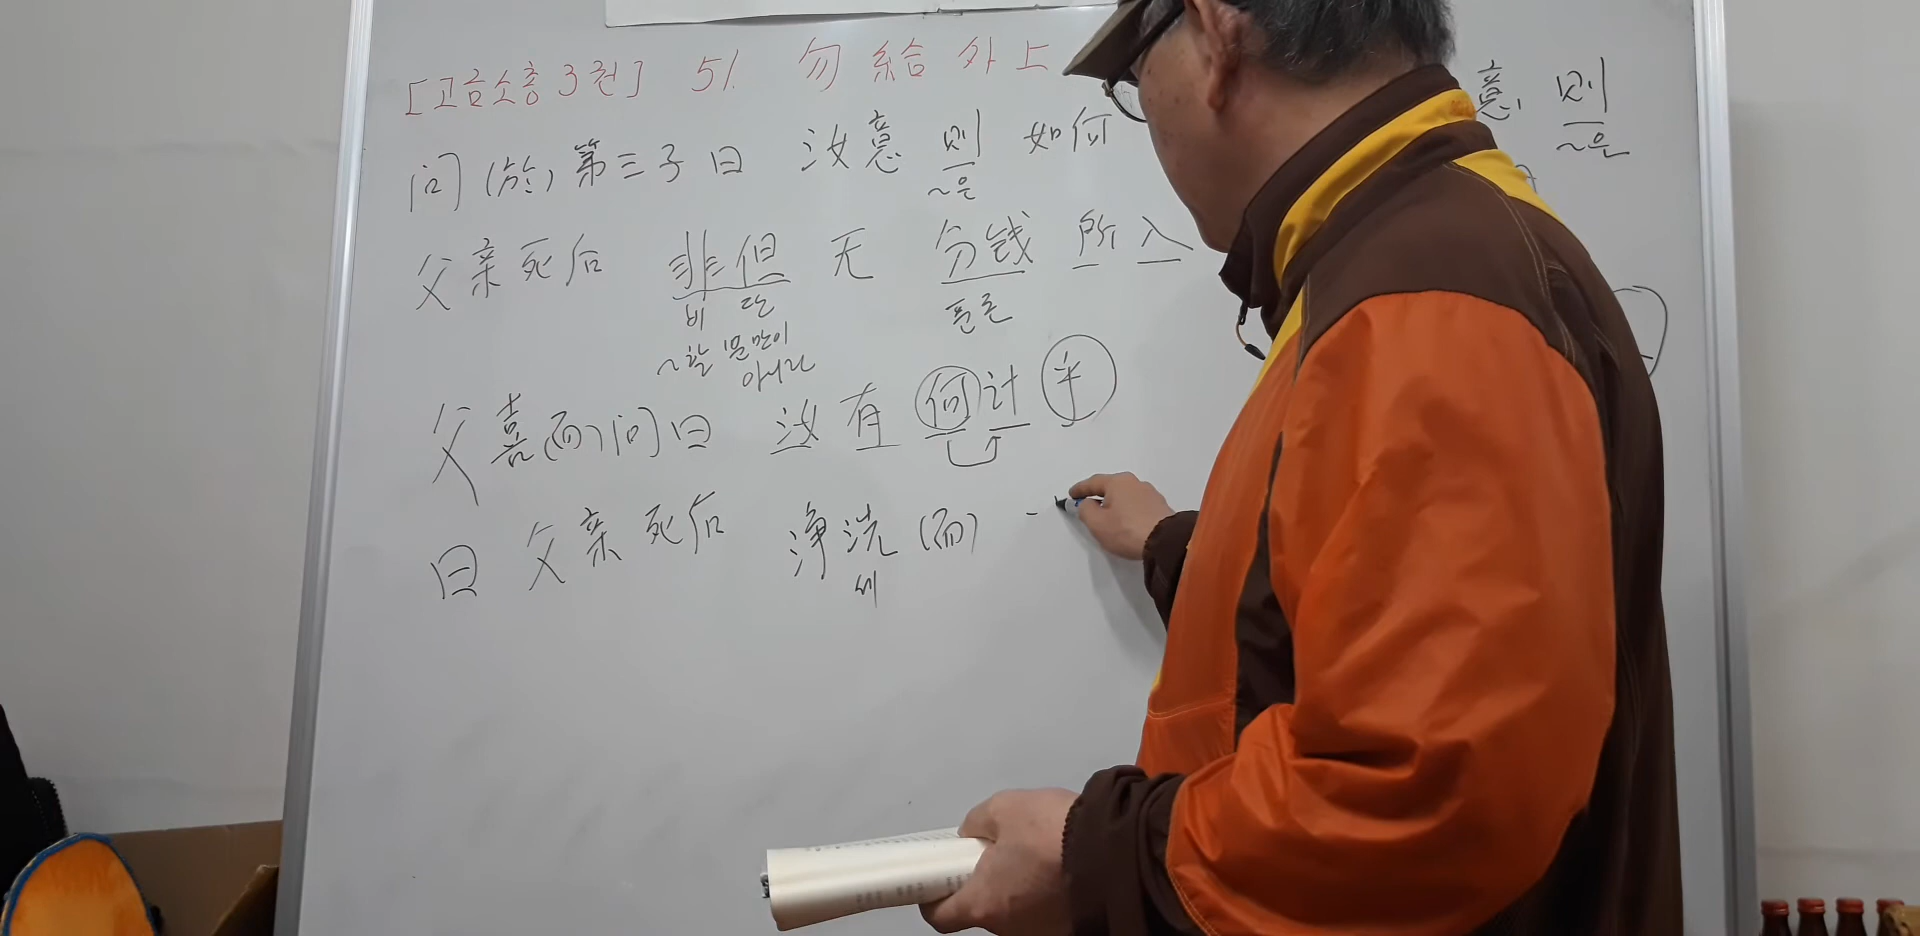 [고금소총 3권] 51. 勿給外上
问 (於) 第三子曰 汝意 则 如何 意, 则
~은 ~은
父亲死后 非但 无 分钱 所入
비 단 푼돈
~할 뿐만이
아니라
父喜(而)问曰 汝有何计乎
曰 父亲死后 净洗(而)
세